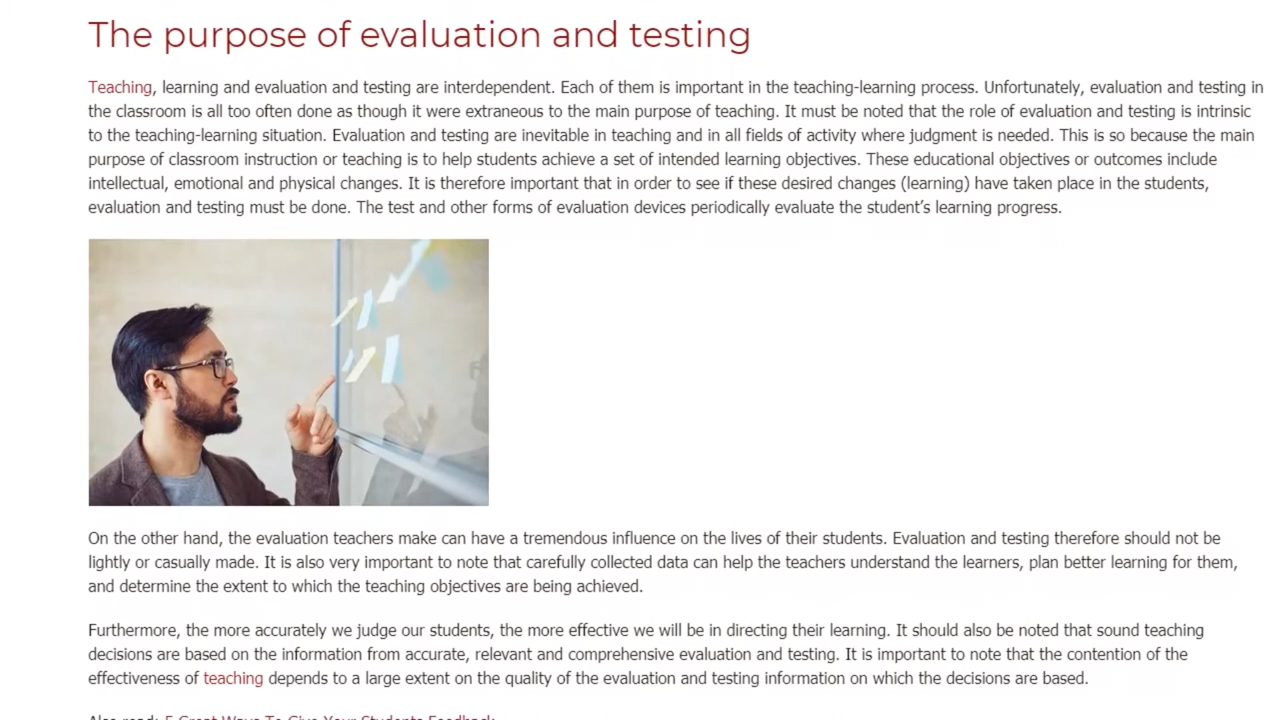 The purpose of evaluation and testing
Teaching, learning and evaluation and testing are interdependent. Each of them is important in the teaching-learning process. Unfortunately, evaluation and testing in
the classroom is all too often done as though it were extraneous to the main purpose of teaching. It must be noted that the role of evaluation and testing is intrinsic
to the teaching-learning situation. Evaluation and testing are inevitable in teaching and in all fields of activity where judgment is needed. This is so because the main
purpose of classroom instruction or teaching is to help students achieve a set of intended learning objectives. These educational objectives or outcomes include
intellectual, emotional and physical changes. It is therefore important that in order to see if these desired changes (learning) have taken place in the students,
evaluation and testing must be done. The test and other forms of evaluation devices periodically evaluate the student’s learning progress.
On the other hand, the evaluation teachers make can have a tremendous influence on the lives of their students. Evaluation and testing therefore should not be
lightly or casually made. It is also very important to note that carefully collected data can help the teachers understand the learners, plan better learning for them,
and determine the extent to which the teaching objectives are being achieved.
Furthermore, the more accurately we judge our students, the more effective we will be in directing their learning. It should also be noted that sound teaching
decisions are based on the information from accurate, relevant and comprehensive evaluation and testing. It is important to note that the contention of the
effectiveness of teaching depends to a large extent on the quality of the evaluation and testing information on which the decisions are based.
Also read: 5 Great Ways To Give Your Students Feedback